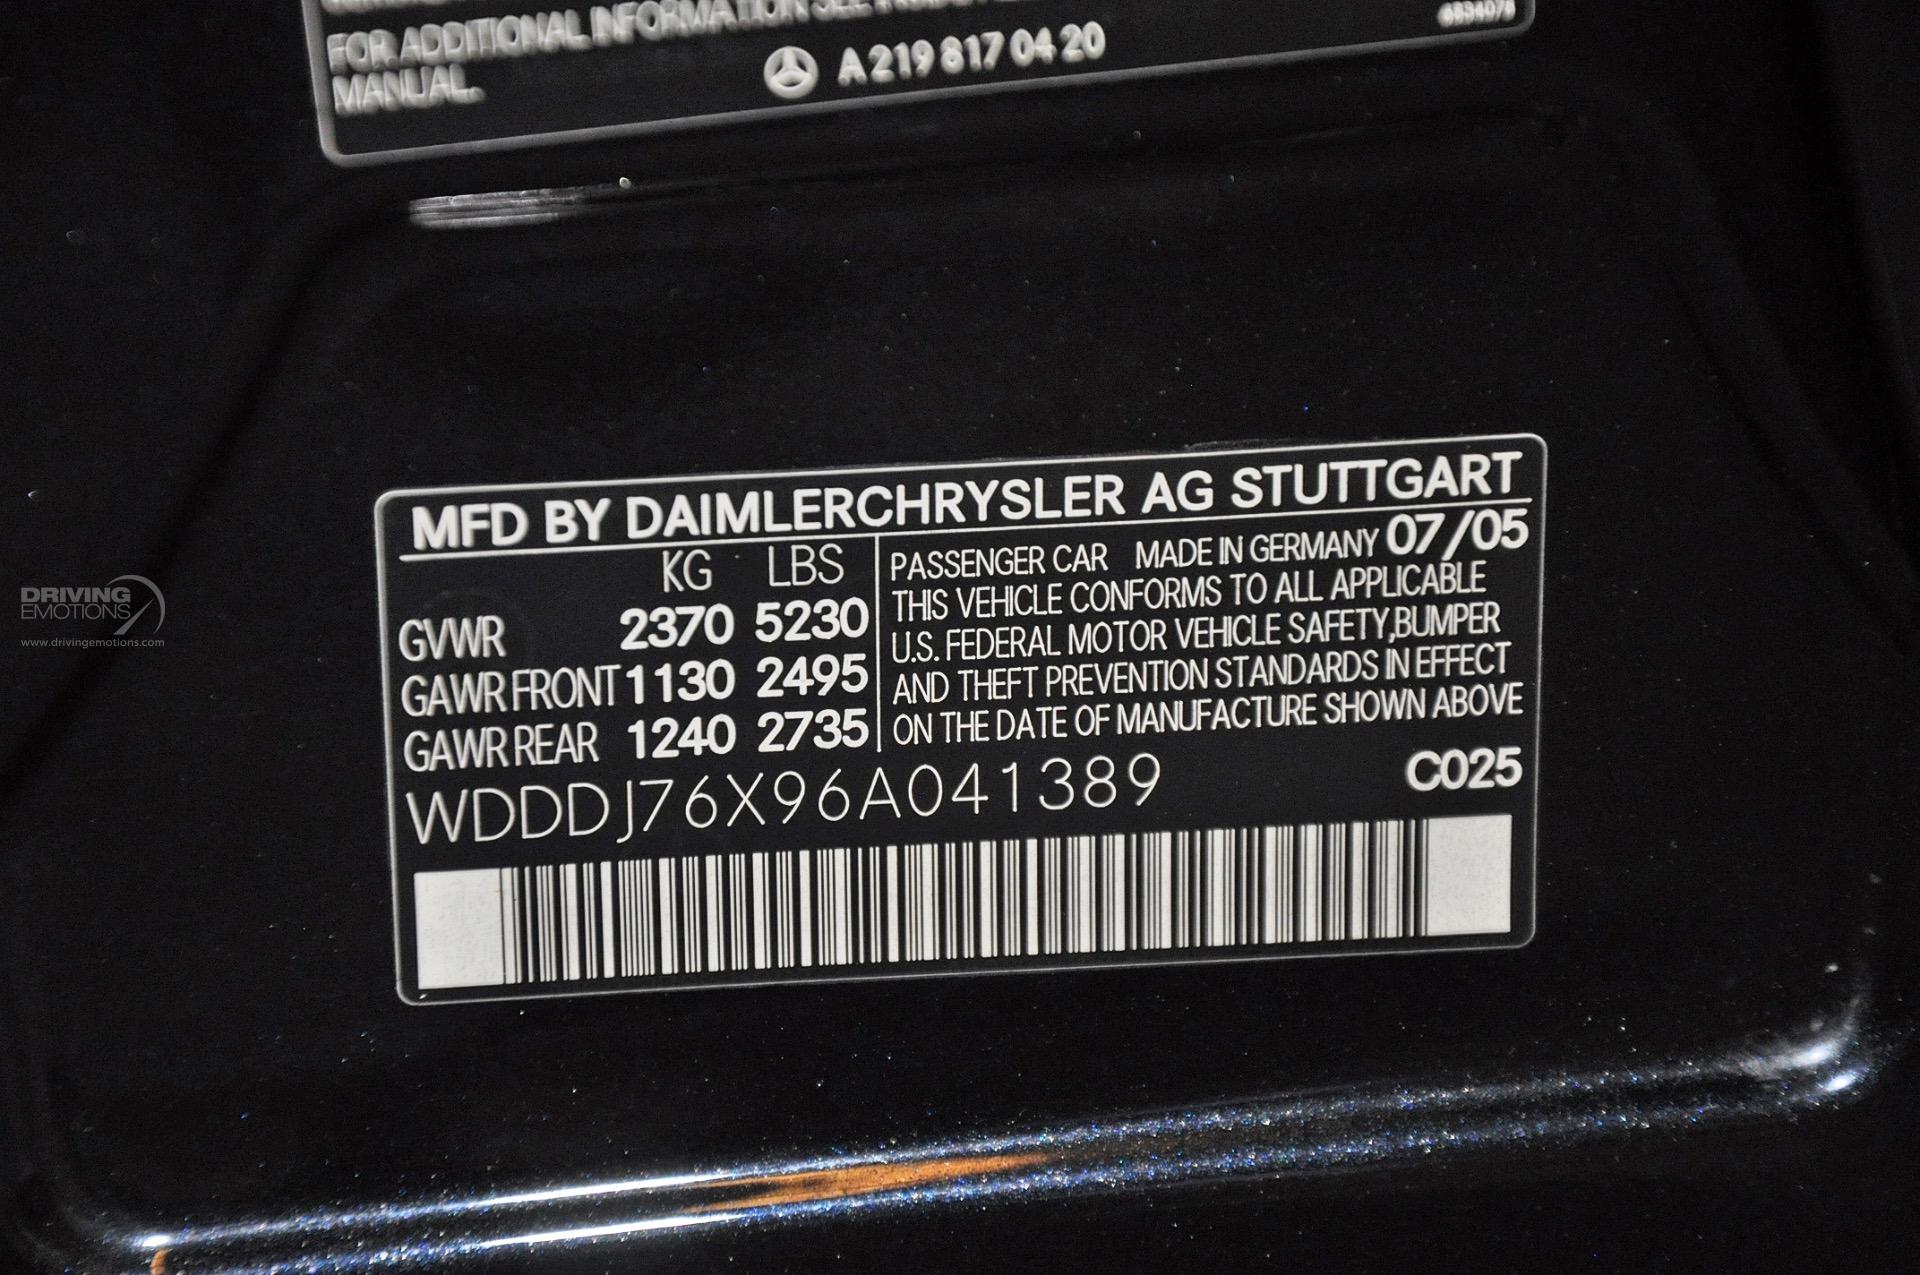 FOR ADDITIONAL INFORMATION SEE
MANUAL.
A 219 817 04 20
MFD BY DAIMLERCHRYSLER AG STUTTGART
KG LBS
GVWR 2370 5230
GAWR FRONT 1130 2495
GAWR REAR 1240 2735
PASSENGER CAR MADE IN GERMANY 07/05
THIS VEHICLE CONFORMS TO ALL APPLICABLE
U.S. FEDERAL MOTOR VEHICLE SAFETY,BUMPER
AND THEFT PREVENTION STANDARDS IN EFFECT
ON THE DATE OF MANUFACTURE SHOWN ABOVE
WDDDJ76X96A041389 C025
DRIVING
EMOTIONS
www.drivingemotions.com